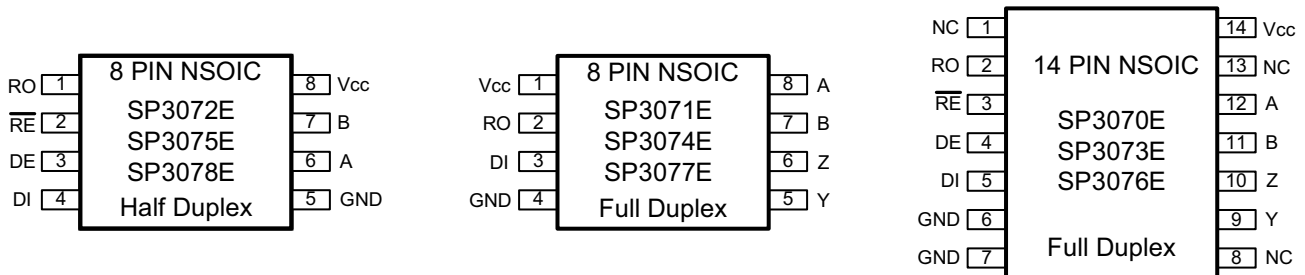 8 PIN NSOIC
SP3072E
SP3075E
SP3078E
Half Duplex
RO 1
RE 2
DE 3
DI 4
8 Vcc
7 B
6 A
5 GND
8 PIN NSOIC
SP3071E
SP3074E
SP3077E
Full Duplex
Vcc 1
RO 2
DI 3
GND 4
8 A
7 B
6 Z
5 Y
14 PIN NSOIC
SP3070E
SP3073E
SP3076E
Full Duplex
NC 1
RO 2
RE 3
DE 4
DI 5
GND 6
GND 7
14 Vcc
13 NC
12 A
11 B
10 Z
9 Y
8 NC